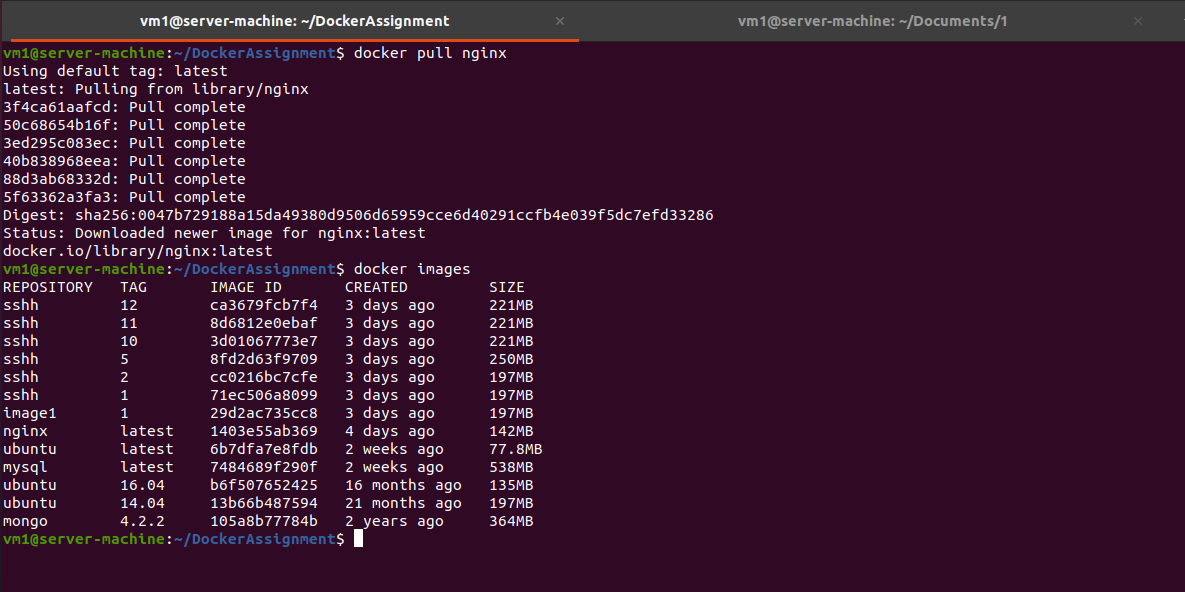 vm1@server-machine: ~/DockerAssignment × vm1@server-machine: ~/Documents/1 ×
vm1@server-machine:~/DockerAssignment$ docker pull nginx
Using default tag: latest
latest: Pulling from library/nginx
3f4ca61aafcd: Pull complete
50c68654b16f: Pull complete
3ed295c083ec: Pull complete
40b838968eea: Pull complete
88d3ab68332d: Pull complete
5f63362a3fa3: Pull complete
Digest: sha256:0047b729188a15da49380d9506d65959cce6d40291ccfb4e039f5dc7efd33286
Status: Downloaded newer image for nginx:latest
docker.io/library/nginx:latest
vm1@server-machine:~/DockerAssignment$ docker images
REPOSITORY TAG IMAGE ID CREATED SIZE
sshh 12 ca3679fcb7f4 3 days ago 221MB
sshh 11 8d6812e0ebaf 3 days ago 221MB
sshh 10 3d01067773e7 3 days ago 221MB
sshh 5 8fd2d63f9709 3 days ago 250MB
sshh 2 cc0216bc7cfe 3 days ago 197MB
sshh 1 71ec506a8099 3 days ago 197MB
image1 1 29d2ac735cc8 3 days ago 197MB
nginx latest 1403e55ab369 4 days ago 142MB
ubuntu latest 6b7dfa7e8fdb 2 weeks ago 77.8MB
mysql latest 7484689f290f 2 weeks ago 538MB
ubuntu 16.04 b6f507652425 16 months ago 135MB
ubuntu 14.04 13b66b487594 21 months ago 197MB
mongo 4.2.2 105a8b77784b 2 years ago 364MB
vm1@server-machine:~/DockerAssignment$